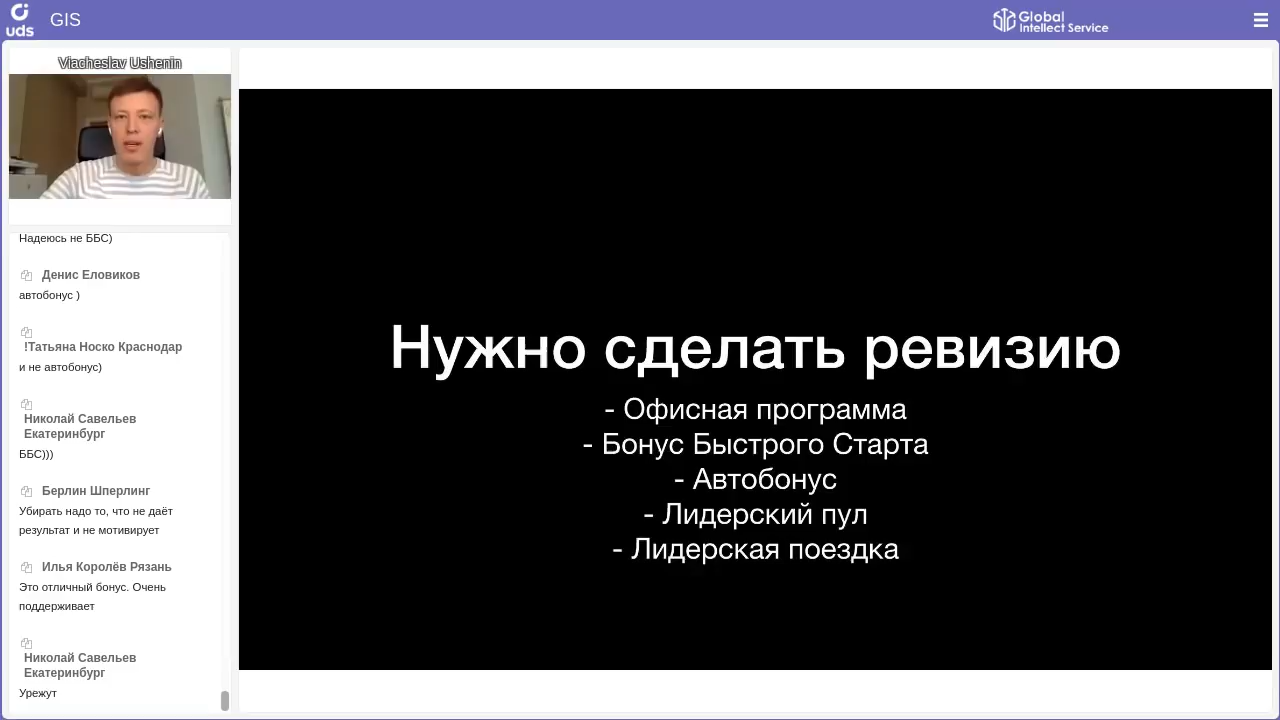 uds
GIS
Global
Intellect Service
Viacheslav Ushenin
Надеюсь не ББС)
Денис Еловиков
автобонус )
!Татьяна Носко Краснодар
и не автобонус)
Николай Савельев
Екатеринбург
ББС)))
Берлин Шперлинг
Убирать надо то, что не даёт
результат и не мотивирует
Илья Королёв Рязань
Это отличный бонус. Очень
поддерживает
Николай Савельев
Екатеринбург
Урежут
Нужно сделать ревизию
- Офисная программа
- Бонус Быстрого Старта
- Автобонус
- Лидерский пул
- Лидерская поездка